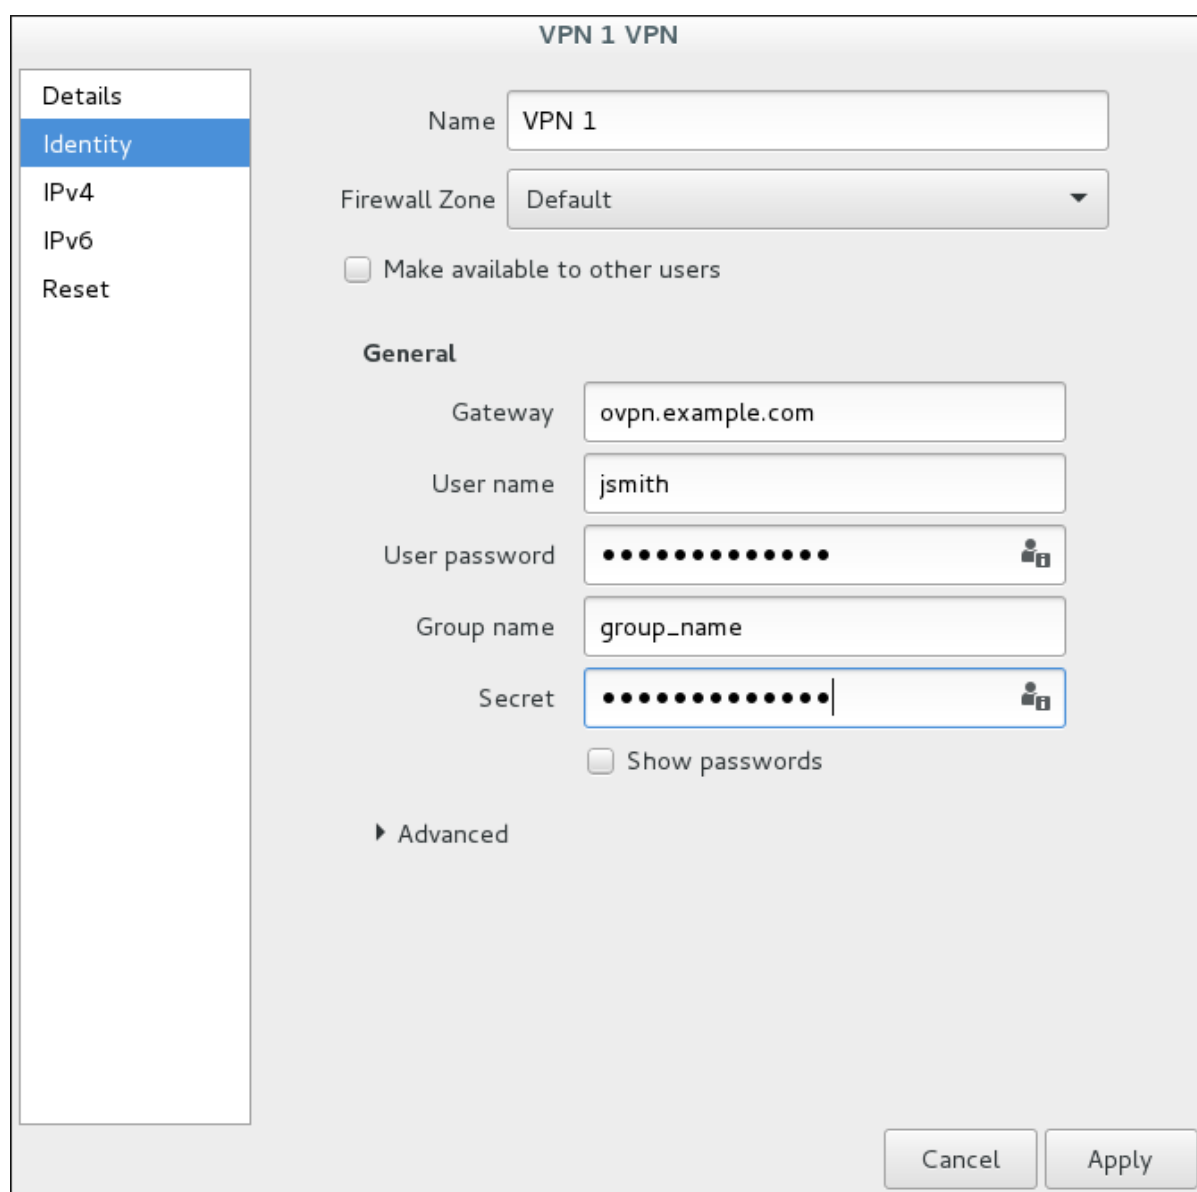 VPN 1 VPN
Details
Identity
IPv4
IPv6
Reset
Name VPN 1
Firewall Zone Default
Make available to other users
General
Gateway ovpn.example.com
User name jsmith
User password •••••••••••••
Group name group_name
Secret •••••••••••••
Show passwords
Advanced
Cancel Apply